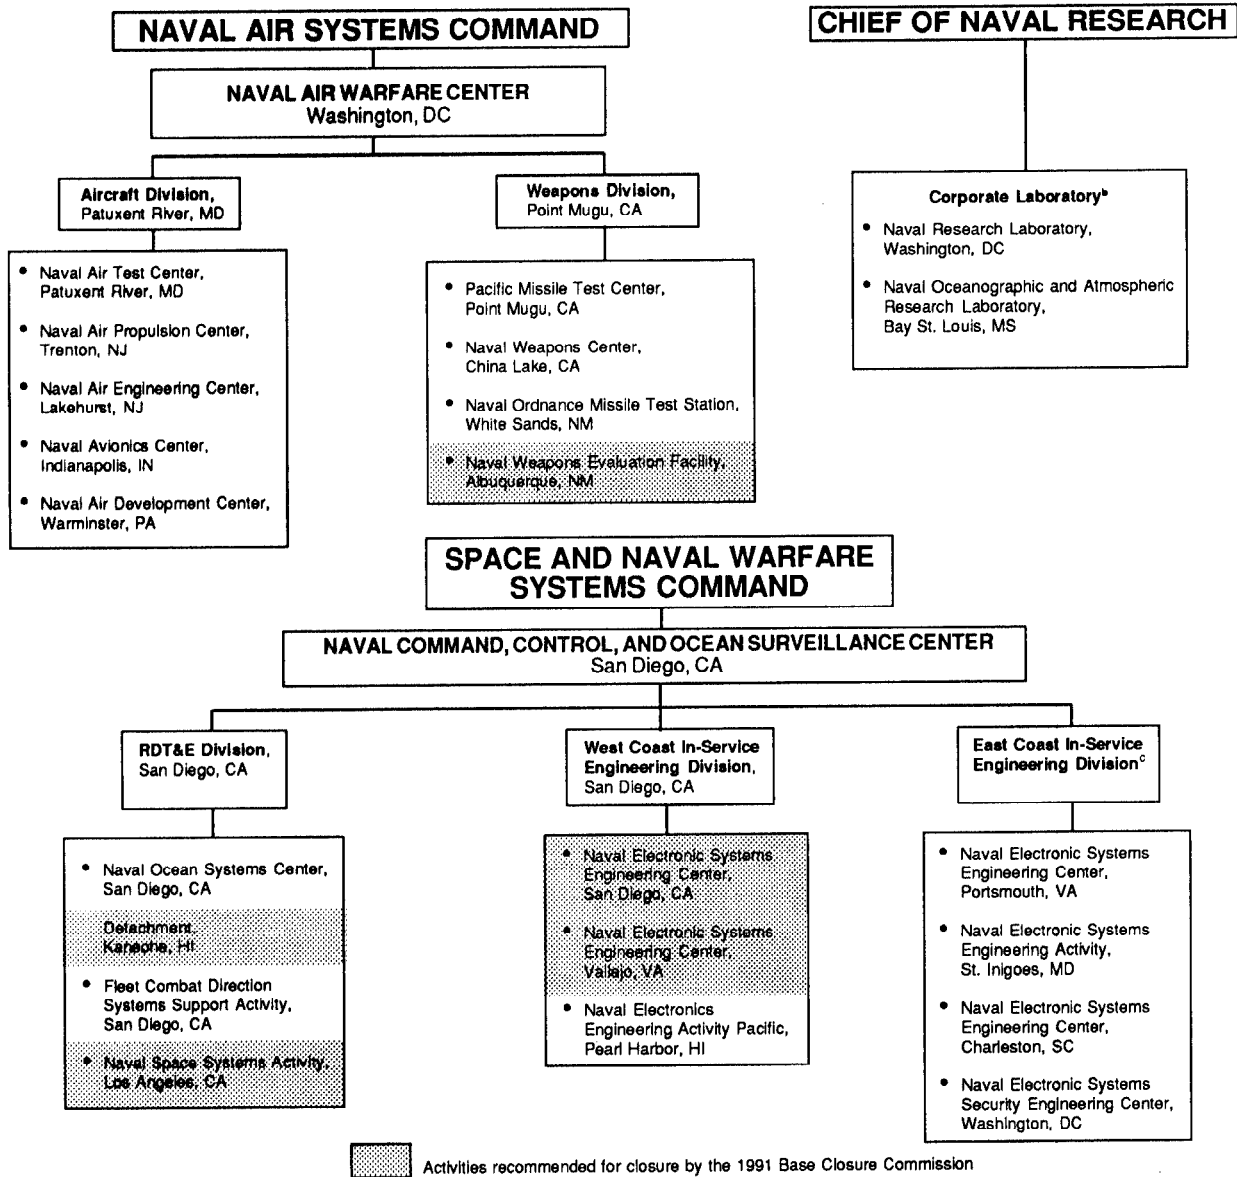 NAVAL AIR SYSTEMS COMMAND
CHIEF OF NAVAL RESEARCH
NAVAL AIR WARFARE CENTER
Washington, DC
Aircraft Division,
Patuxent River, MD
Weapons Division,
Point Mugu, CA
• Naval Air Test Center,
Patuxent River, MD
• Naval Air Propulsion Center,
Trenton, NJ
• Naval Air Engineering Center,
Lakehurst, NJ
• Naval Avionics Center,
Indianapolis, IN
• Naval Air Development Center,
Warminster, PA
• Pacific Missile Test Center,
Point Mugu, CA
• Naval Weapons Center,
China Lake, CA
• Naval Ordnance Missile Test Station,
White Sands, NM
• Naval Weapons Evaluation Facility,
Albuquerque, NM
Corporate Laboratory b
• Naval Research Laboratory,
Washington, DC
• Naval Oceanographic and Atmospheric
Research Laboratory,
Bay St. Louis, MS
SPACE AND NAVAL WARFARE
SYSTEMS COMMAND
NAVAL COMMAND, CONTROL, AND OCEAN SURVEILLANCE CENTER
San Diego, CA
RDT&E Division,
San Diego, CA
West Coast In-Service
Engineering Division,
San Diego, CA
East Coast In-Service
Engineering Division c
• Naval Ocean Systems Center,
San Diego, CA
Detachment,
Kaneohe, HI
• Fleet Combat Direction
Systems Support Activity,
San Diego, CA
• Naval Space Systems Activity,
Los Angeles, CA
• Naval Electronic Systems
Engineering Center,
San Diego, CA
• Naval Electronic Systems
Engineering Center,
Vallejo, VA
• Naval Electronics
Engineering Activity Pacific,
Pearl Harbor, HI
• Naval Electronic Systems
Engineering Center,
Portsmouth, VA
• Naval Electronic Systems
Engineering Activity,
St. Inigoes, MD
• Naval Electronic Systems
Engineering Center,
Charleston, SC
• Naval Electronic Systems
Security Engineering Center,
Washington, DC
Activities recommended for closure by the 1991 Base Closure Commission